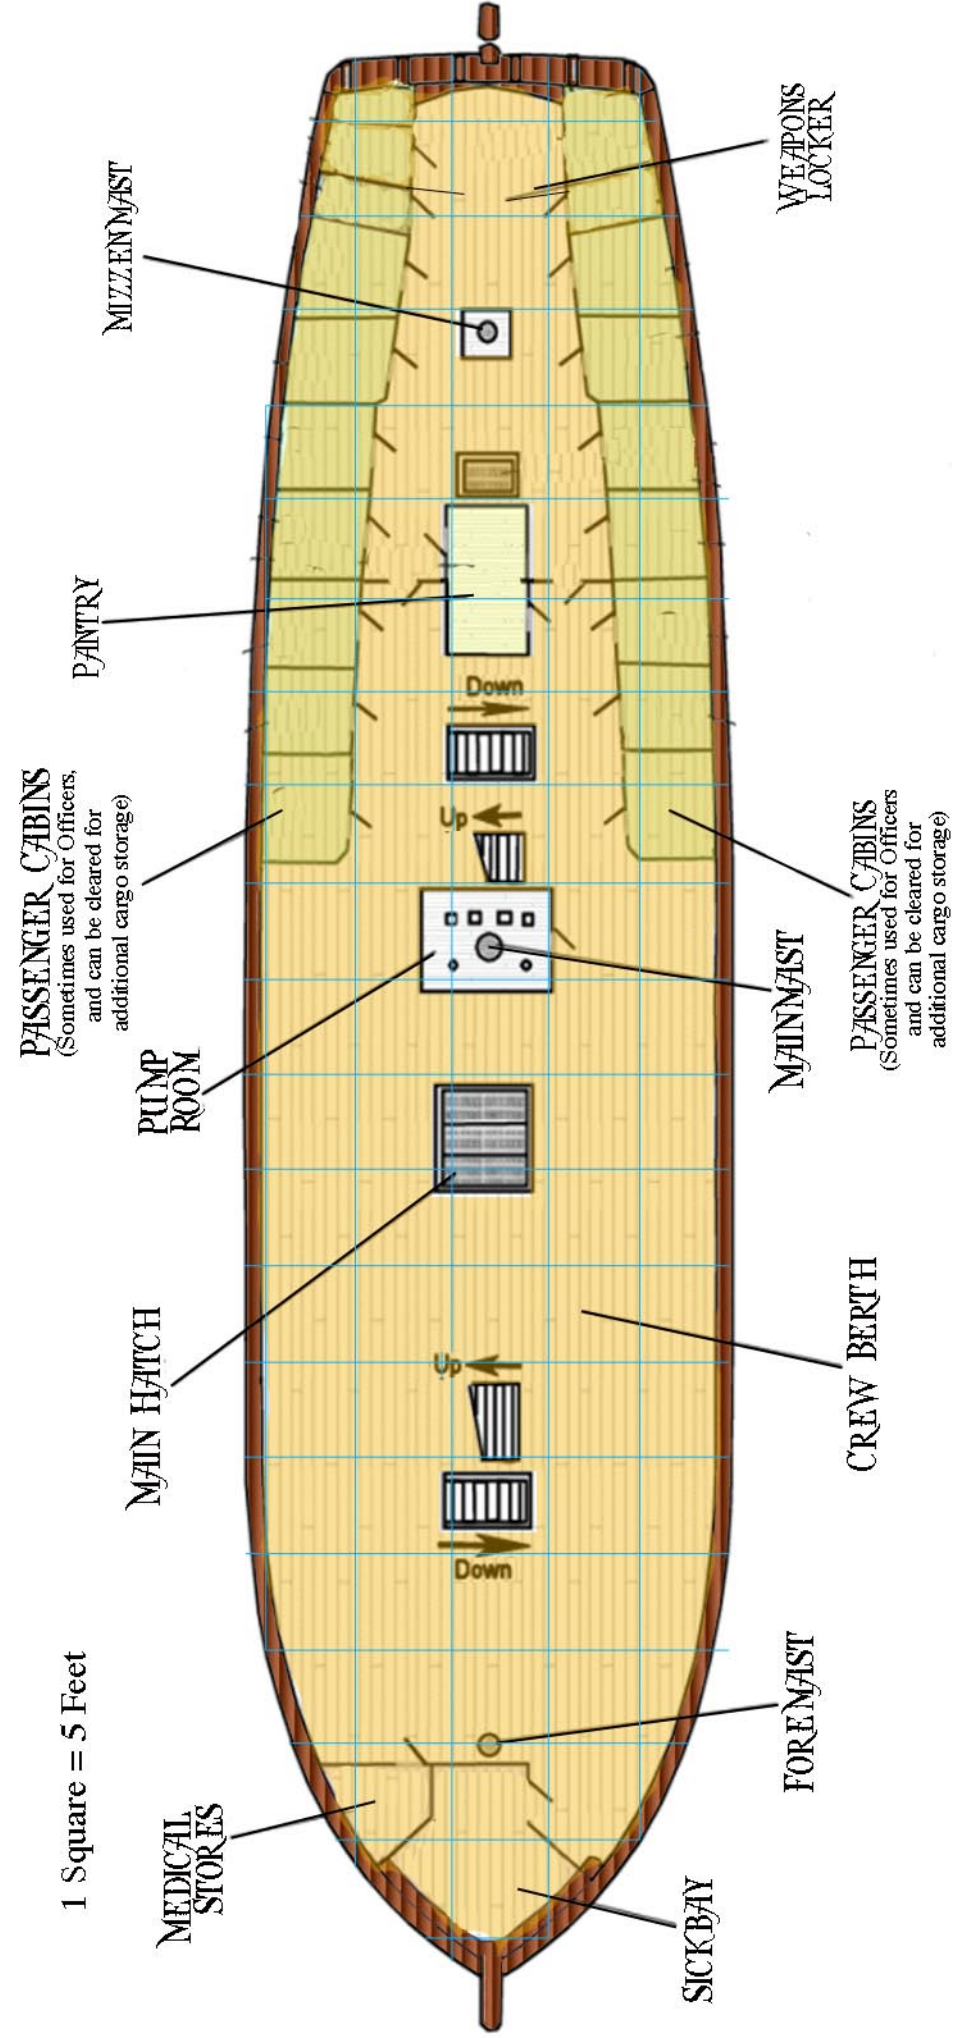 WEAPONS
LOCKER
MIZZENMAST
PANTRY
Down
PASSENGER CABINS
(Sometimes used for Officers,
and can be cleared for
additional cargo storage)
Up
PASSENGER CABINS
(Sometimes used for Officers
and can be cleared for
additional cargo storage)
MAINMAST
PUMP
ROOM
MAIN HATCH
CREW BERTH
Up
Down
FOREMAST
1 Square = 5 Feet
MEDICAL
STORES
SICKBAY